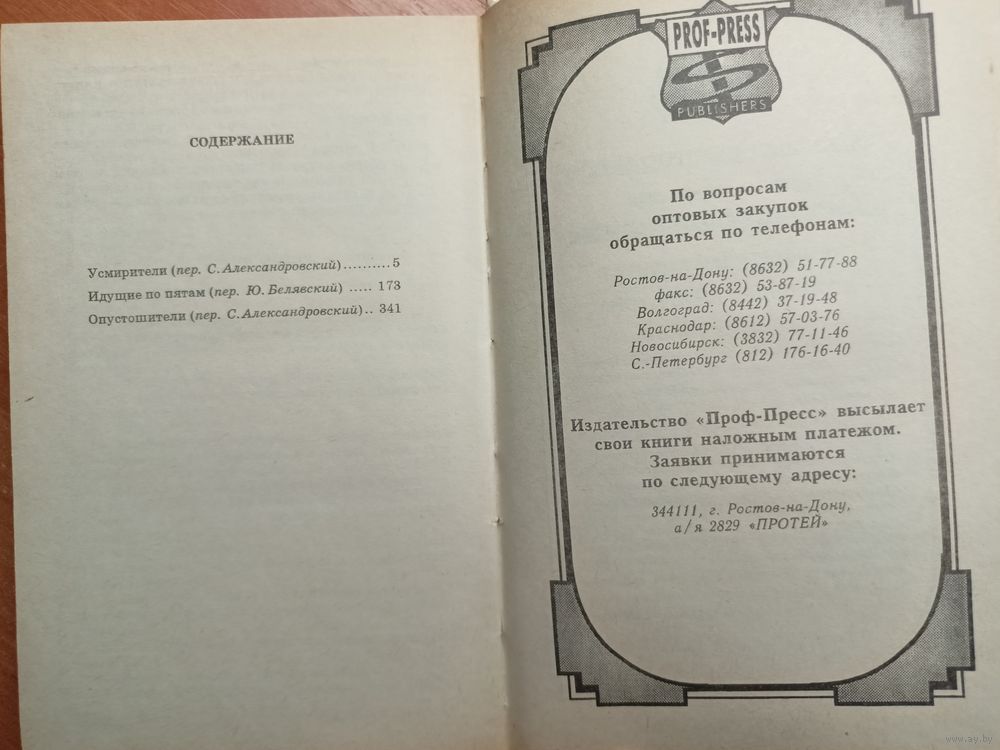 СОДЕРЖАНИЕ
Усмирители (пер. С. Александровский)..........5
Идущие по пятам (пер. Ю. Белявский) ..... 173
Опустошители (пер. С. Александровский).. 341
PROF-PRESS
PUBLISHERS
По вопросам
оптовых закупок
обращаться по телефонам:
Ростов-на-Дону: (8632) 51-77-88
факс: (8632) 53-87-19
Волгоград: (8442) 37-19-48
Краснодар: (8612) 57-03-76
Новосибирск: (3832) 77-11-46
С.-Петербург (812) 176-16-40
Издательство «Проф-Пресс» высылает
свои книги наложным платежом.
Заявки принимаются
по следующему адресу:
344111, г. Ростов-на-Дону,
а/я 2829 «ПРОТЕЙ»
www.ay.by